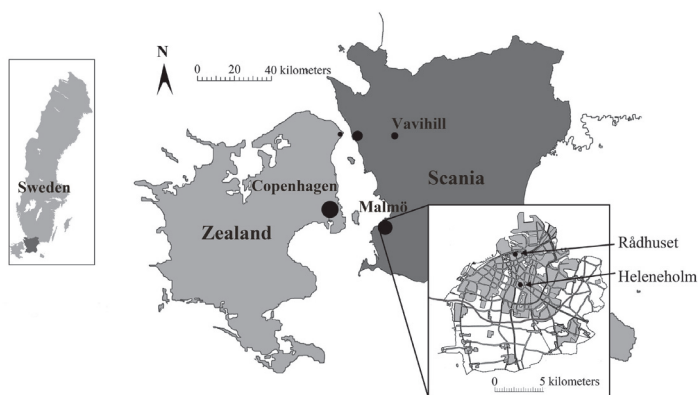 N
0 20 40 kilometers
Vavihill
Sweden
Copenhagen
Scania
Malmö
Zealand
Rådhuset
Heleneholm
0 5 kilometers